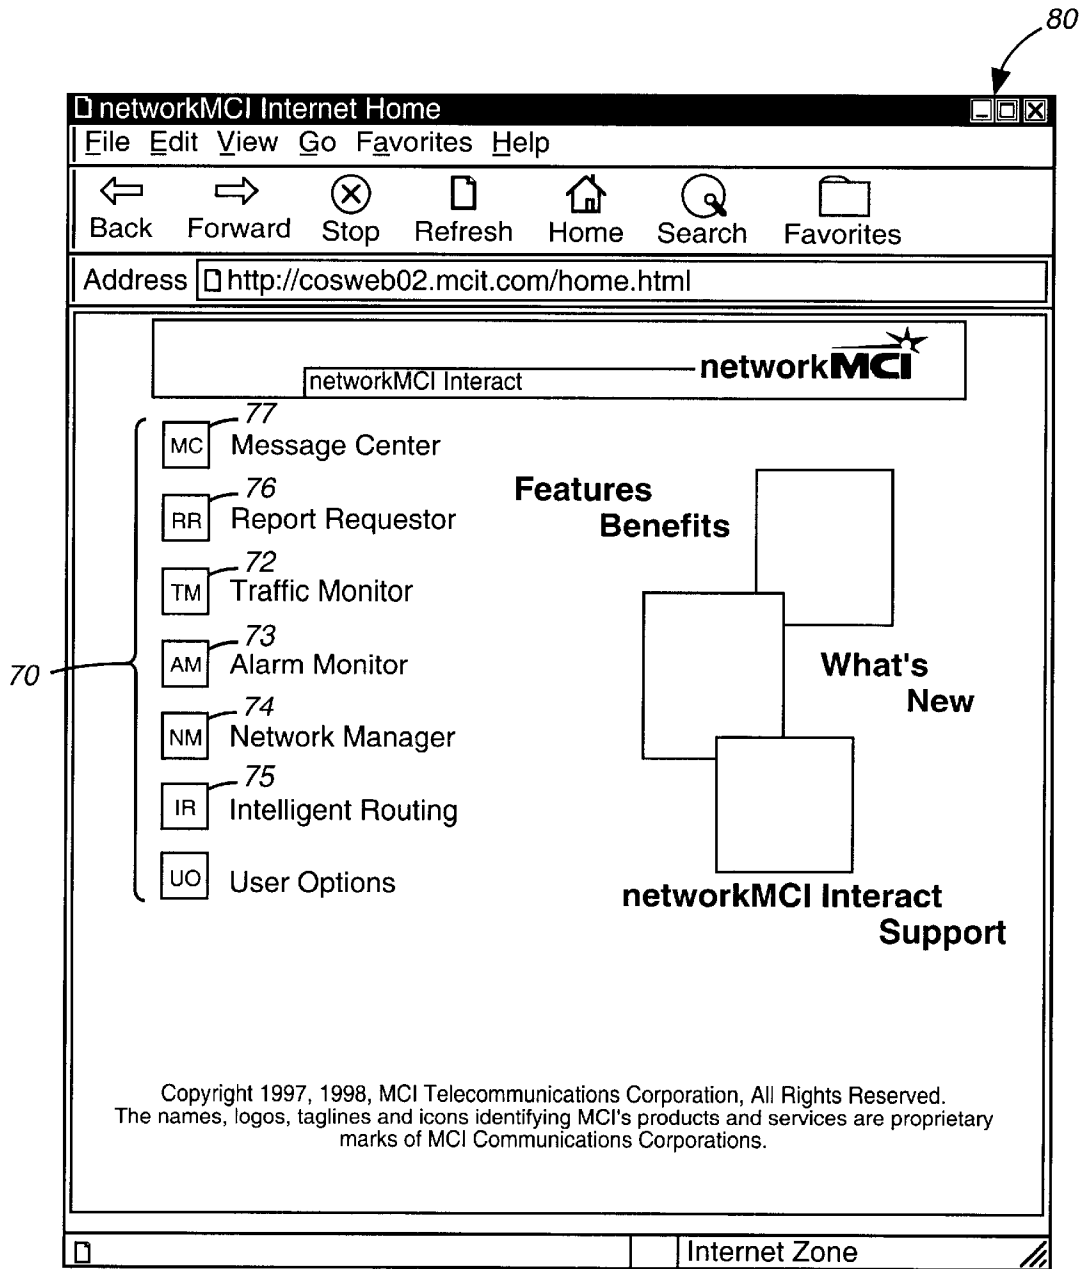 80
networkMCI Internet Home
File Edit View Go Favorites Help
Back Forward Stop Refresh Home Search Favorites
Address http://cosweb02.mcit.com/home.html
networkMCI Interact
networkMCI
70
MC 77 Message Center
RR 76 Report Requestor
TM 72 Traffic Monitor
AM 73 Alarm Monitor
NM 74 Network Manager
IR 75 Intelligent Routing
UO User Options
Features
Benefits
What's
New
networkMCI Interact
Support
Copyright 1997, 1998, MCI Telecommunications Corporation, All Rights Reserved.
The names, logos, taglines and icons identifying MCI's products and services are proprietary
marks of MCI Communications Corporations.
Internet Zone